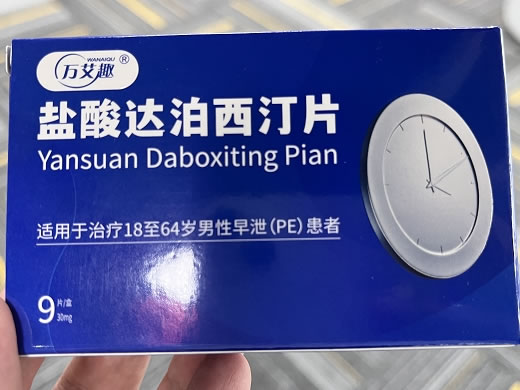 WANAIQU
万艾趣®
盐酸达泊西汀片
Yansuan Daboxiting Pian
适用于治疗18至64岁男性早泄(PE)患者
9片/盒
30mg